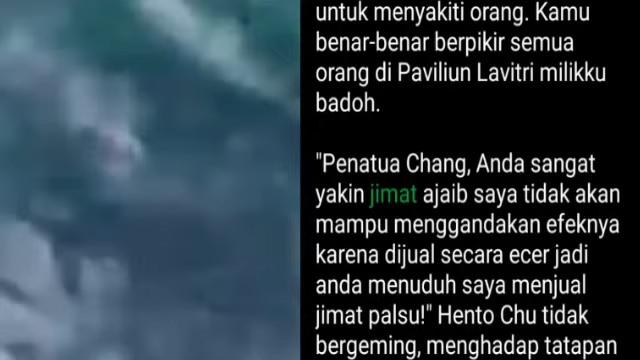 untuk menyakiti orang. Kamu
benar-benar berpikir semua
orang di Paviliun Lavitri milikku
badoh.
"Penatua Chang, Anda sangat
yakin jimat ajaib saya tidak akan
mampu menggandakan efeknya
karena dijual secara ecer jadi
anda menuduh saya menjual
jimat palsu!" Hento Chu tidak
bergeming, menghadap tatapan